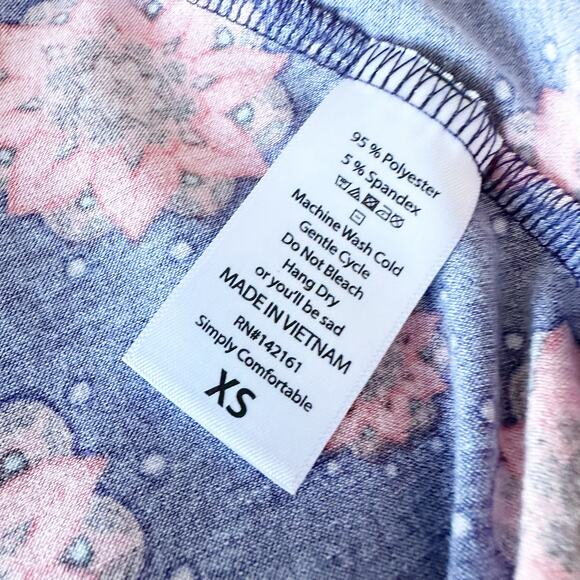 95 % Polyester
5 % Spandex
Machine Wash Cold
Gentle Cycle
Do Not Bleach
Hang Dry
or you'll be sad
MADE IN VIETNAM
RN#142161
Simply Comfortable
XS